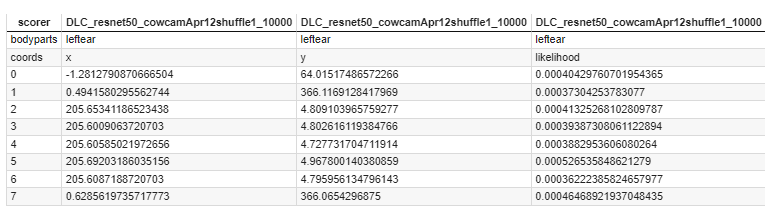 scorer DLC_resnet50_cowcamApr12shuffle1_10000 DLC_resnet50_cowcamApr12shuffle1_10000 DLC_resnet50_cowcamApr12shuffle1_10000
bodyparts leftear leftear leftear
coords x y likelihood
0 -1.2812790870666504 64.01517486572266 0.00040429760701954365
1 0.4941580295562744 366.1169128417969 0.00037304253783077
2 205.65341186523438 4.809103965759277 0.00041325268102809787
3 205.6009063720703 4.802616119384766 0.00039387308061122894
4 205.60585021972656 4.727731704711914 0.0003882953606080264
5 205.69203186035156 4.967800140380859 0.000526535848621279
6 205.6087188720703 4.795956134796143 0.00036222385824657977
7 0.6285619735717773 366.0654296875 0.00046468921937048435